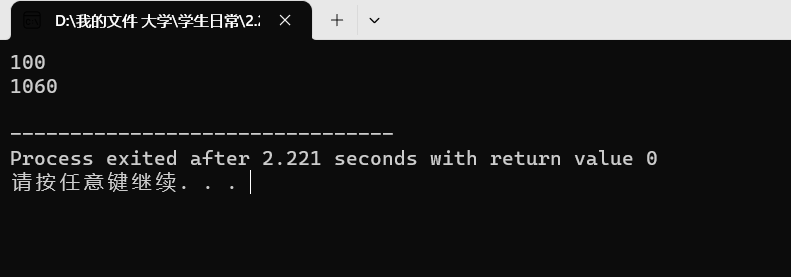 D:\我的文件 大学\学生日常\2.2
100
1060
--------------------------------
Process exited after 2.221 seconds with return value 0
请按任意键继续. . .